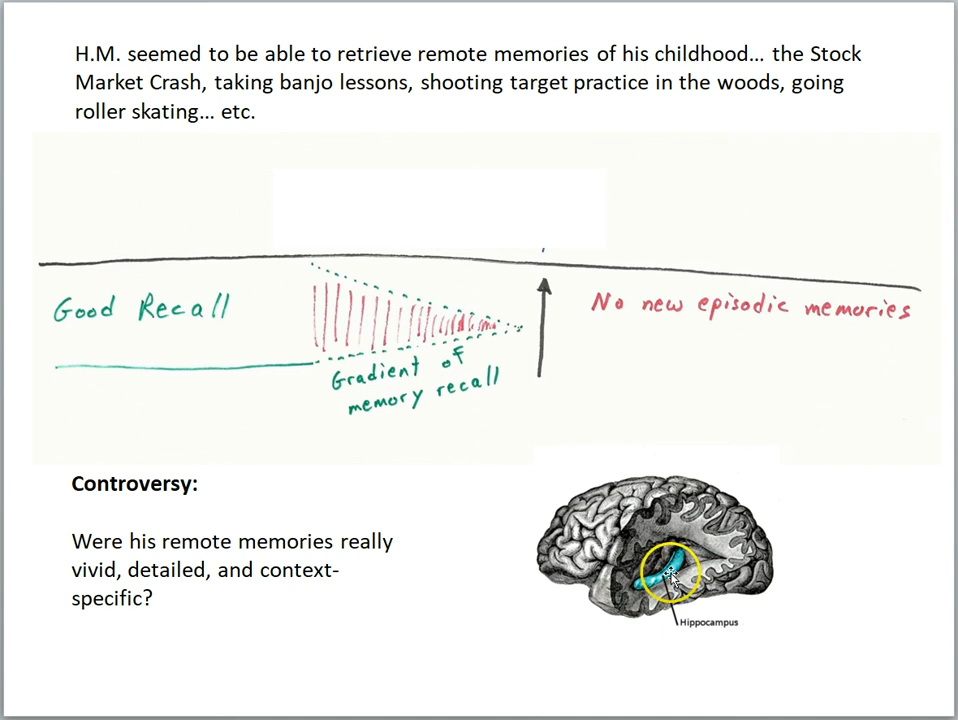 H.M. seemed to be able to retrieve remote memories of his childhood... the Stock
Market Crash, taking banjo lessons, shooting target practice in the woods, going
roller skating... etc.
Good Recall
No new episodic memories
Gradient of
memory recall
Controversy:
Were his remote memories really
vivid, detailed, and context-
specific?
Hippocampus